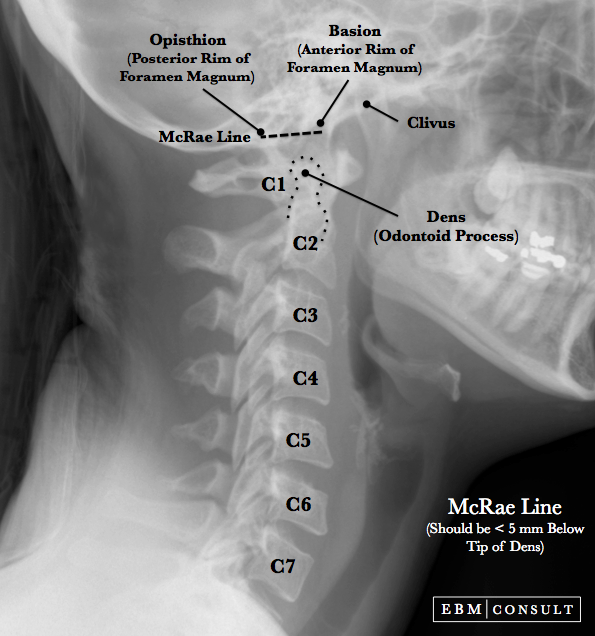 Opisthion
(Posterior Rim of
Foramen Magnum)
Basion
(Anterior Rim of
Foramen Magnum)
McRae Line
Clivus
C1
Dens
(Odontoid Process)
C2
C3
C4
C5
C6
C7
McRae Line
(Should be < 5 mm Below
Tip of Dens)
EBM CONSULT